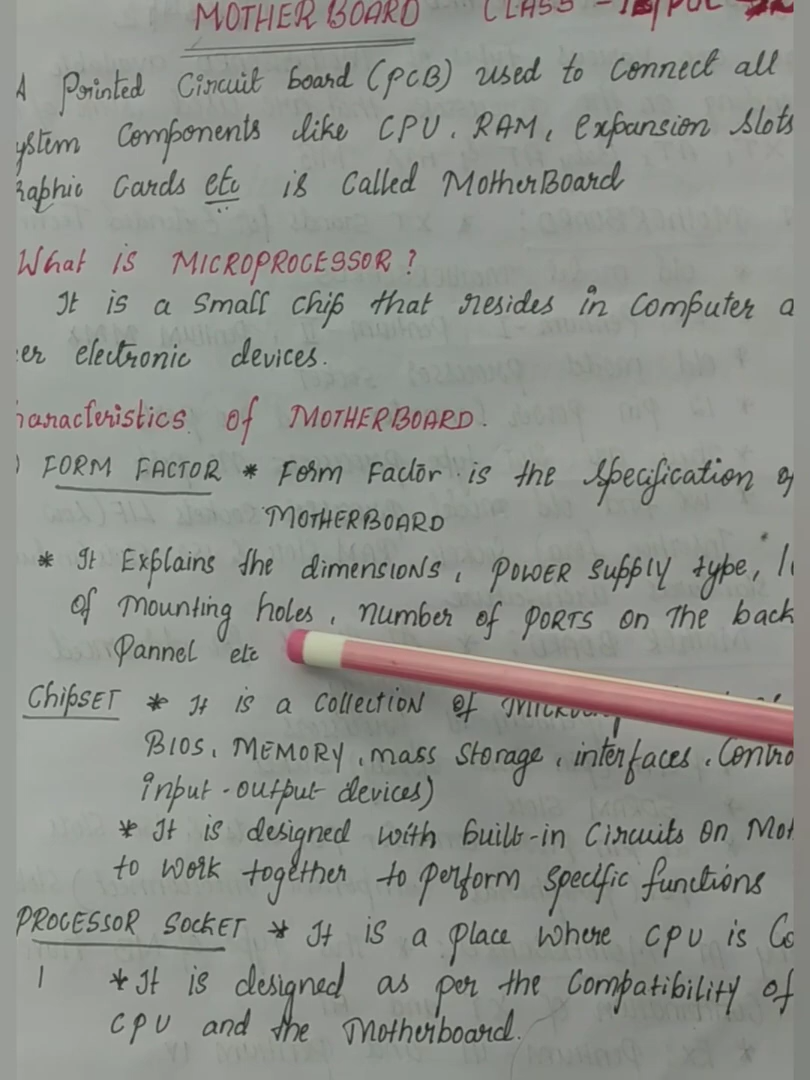 MOTHER BOARD CLASS -
A Printed Circuit board (PCB) used to Connect all
ystem Components like CPU, RAM, Expansion Slots
raphic Cards etc is Called MotherBoard
What is MICROPROCESSOR?
It is a Small chip that resides in Computer a
er electronic devices.
haracteristics of MOTHERBOARD.
) FORM FACTOR * Form Factor is the Specification of
MOTHERBOARD
* It Explains the dimensions, POWER Supply type, l
of Mounting holes, number of PORTS on The back
Pannel etc
ChipSET * It is a Collection of
BIOS, MEMORY, mass Storage, interfaces, Contro
input-output devices)
* It is designed with built-in Circuits On Mot
to work together to perform Specific functions
PROCESSOR SOCKET * It is a Place where CPU is Co
* It is designed as per the Compatibility of
CPU and the Motherboard.